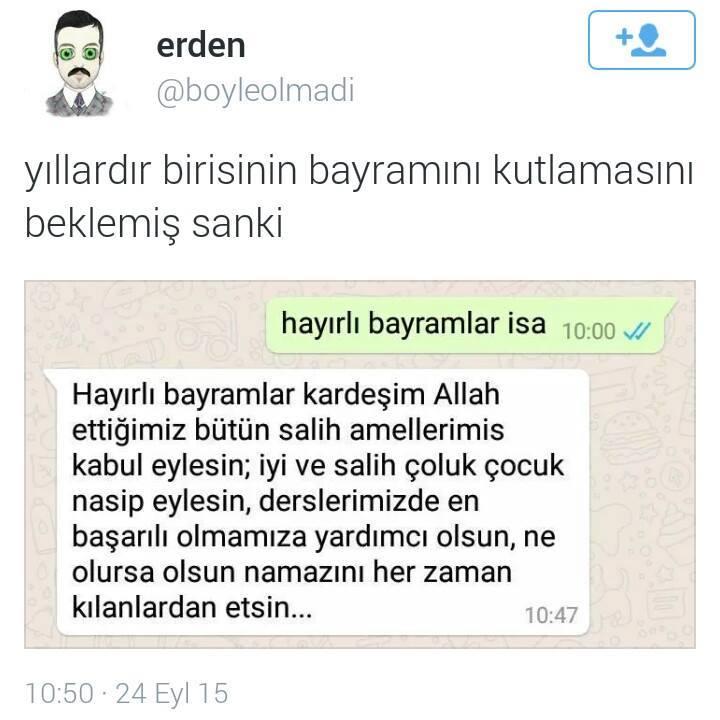 erden
@boyleolmadi
yıllardır birisinin bayramını kutlamasını
beklemiş sanki
hayırlı bayramlar isa 10:00
Hayırlı bayramlar kardeşim Allah
ettiğimiz bütün salih amellerimis
kabul eylesin; iyi ve salih çoluk çocuk
nasip eylesin, derslerimizde en
başarılı olmamıza yardımcı olsun, ne
olursa olsun namazını her zaman
kılanlardan etsin...
10:47
10:50 · 24 Eyl 15